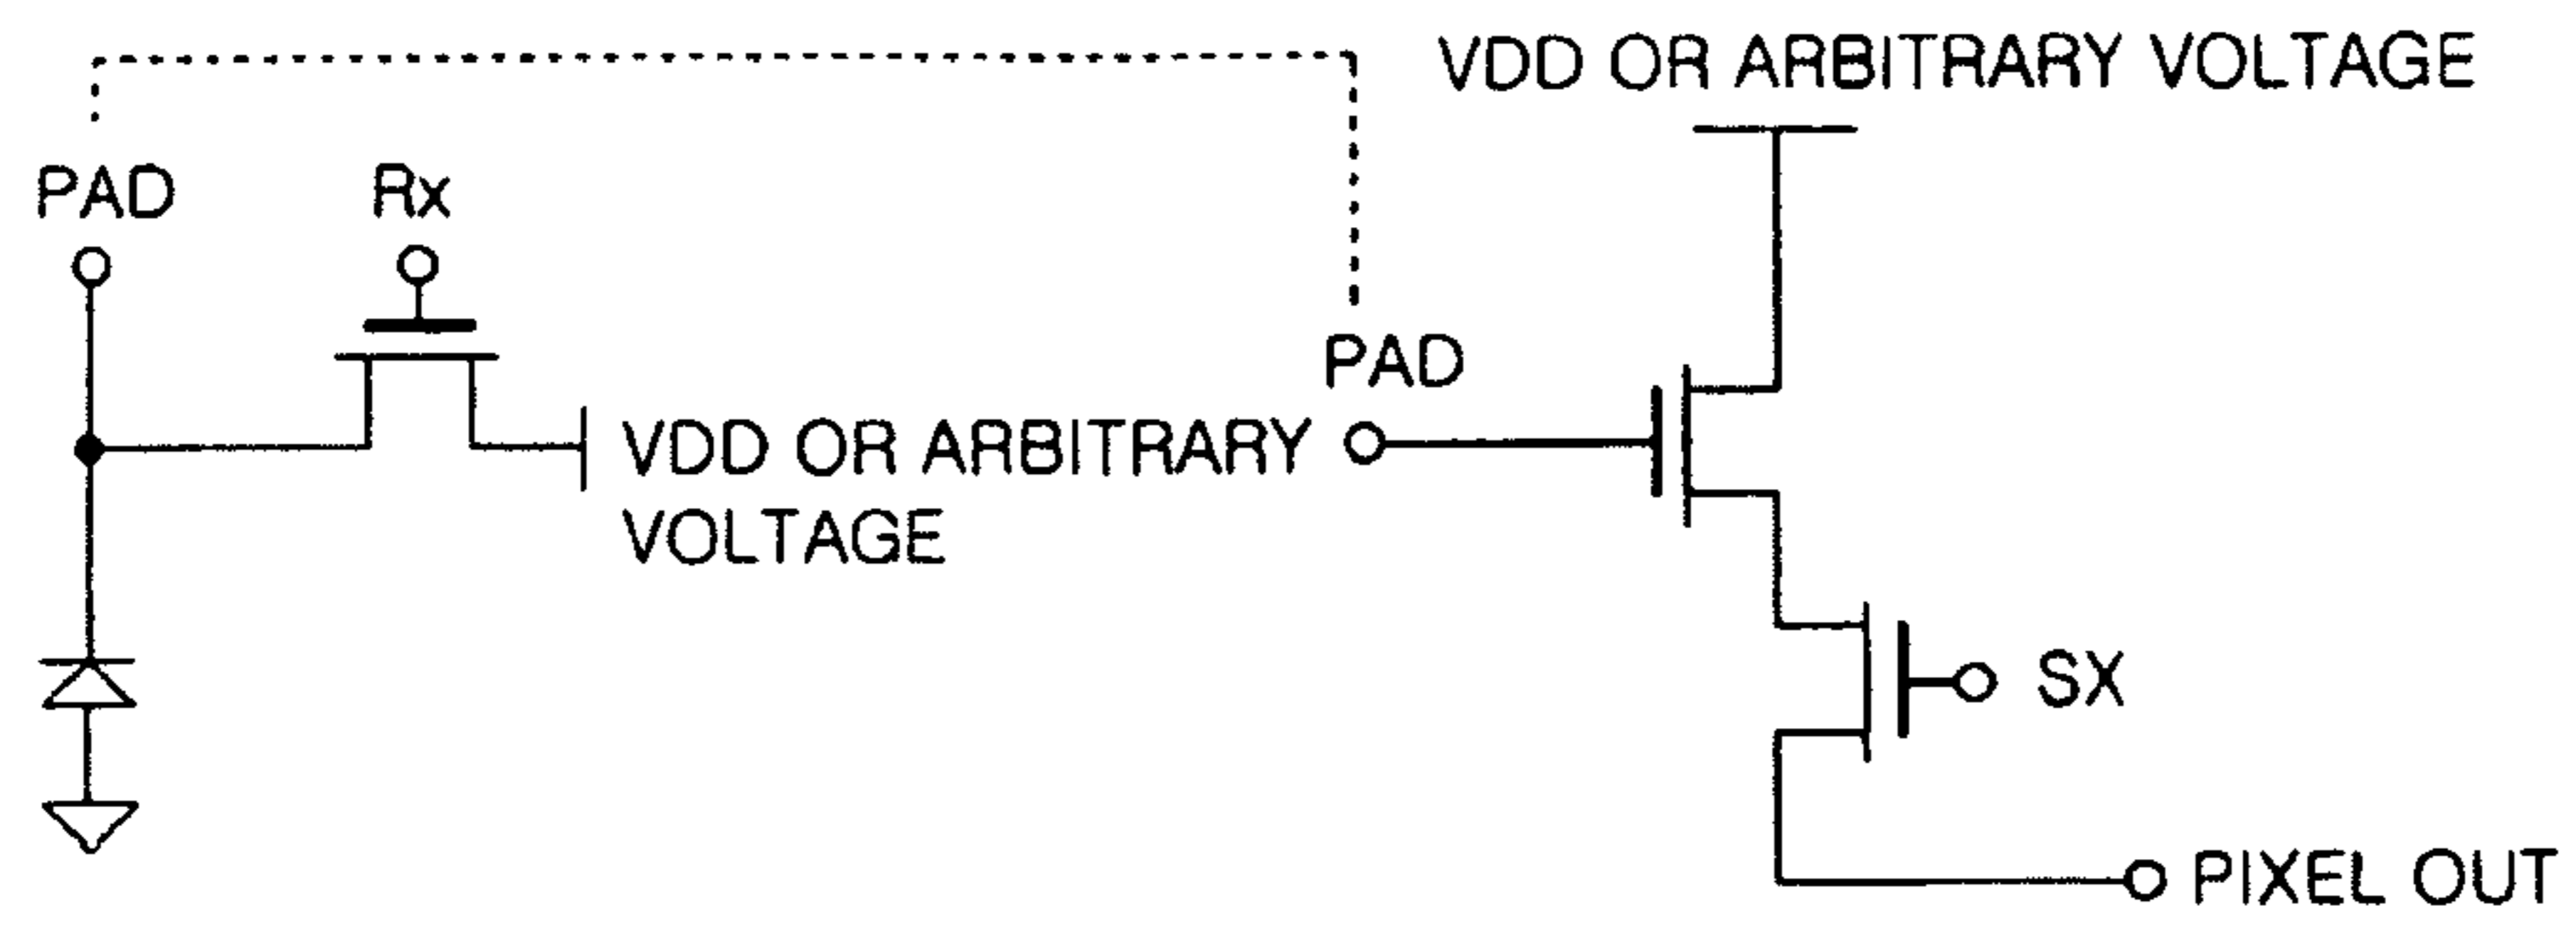 VDD OR ARBITRARY VOLTAGE
PAD
Rx
PAD
VDD OR ARBITRARY
VOLTAGE
SX
PIXEL OUT